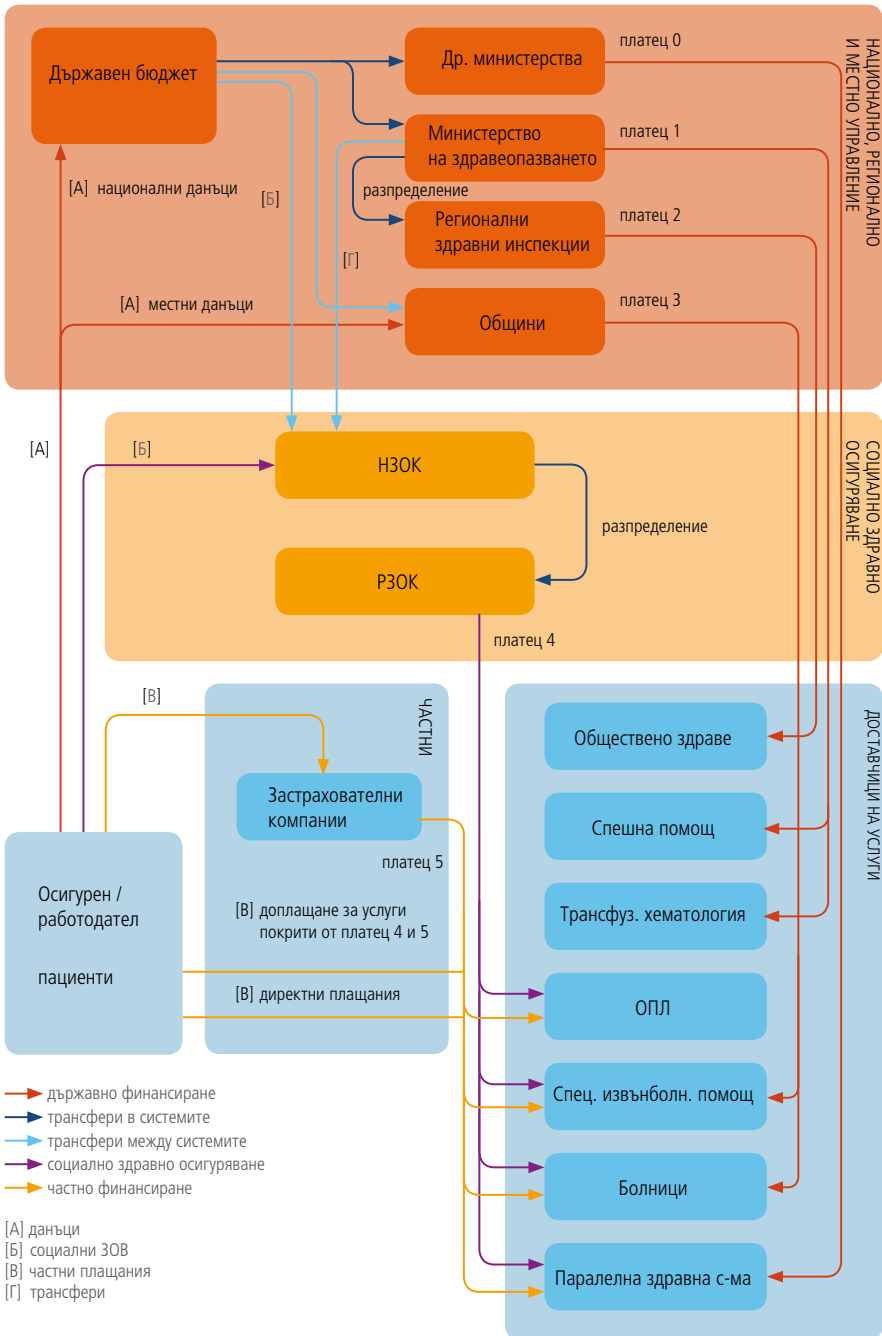 Държавен бюджет
Др. министерства
платец 0
Министерство
на здравеопазването
платец 1
разпределение
Регионални
здравни инспекции
платец 2
Общини
платец 3
[А] национални данъци
[Б]
[Г]
[А] местни данъци
НАЦИОНАЛНО, РЕГИОНАЛНО
И МЕСТНО УПРАВЛЕНИЕ
[А]
[Б]
НЗОК
разпределение
РЗОК
платец 4
СОЦИАЛНО ЗДРАВНО
ОСИГУРЯВАНЕ
[В]
ЧАСТНИ
Застрахователни
компании
платец 5
[В] доплащане за услуги
покрити от платец 4 и 5
[В] директни плащания
Осигурен /
работодател
пациенти
ДОСТАВЧИЦИ НА УСЛУГИ
Обществено здраве
Спешна помощ
Трансфуз. хематология
ОПЛ
Спец. извънболн. помощ
Болници
Паралелна здравна с-ма
държавно финансиране
трансфери в системите
трансфери между системите
социално здравно осигуряване
частно финансиране
[А] данъци
[Б] социални ЗОВ
[В] частни плащания
[Г] трансфери